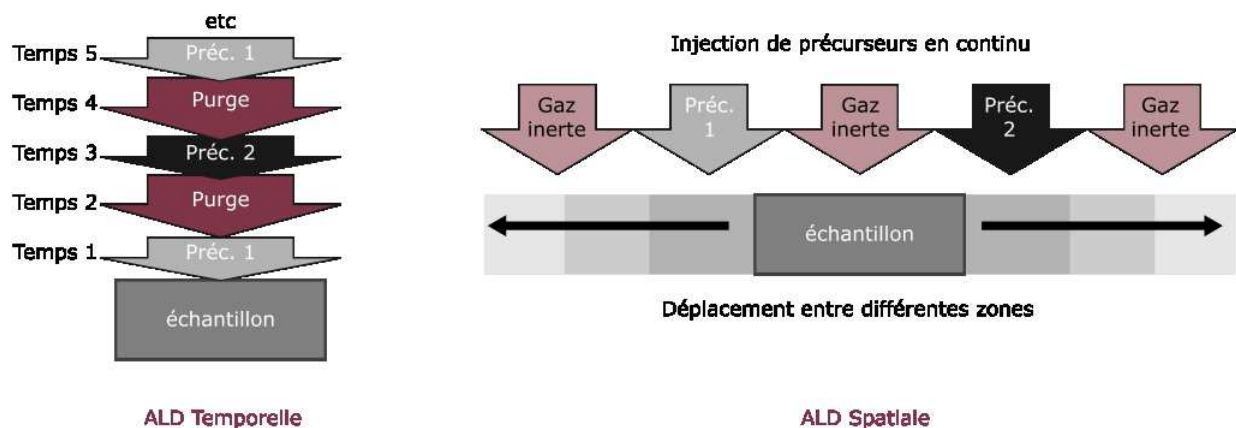 etc
Temps 5
Préc. 1
Temps 4
Purge
Temps 3
Préc. 2
Temps 2
Purge
Temps 1
Préc. 1
échantillon
ALD Temporelle
Injection de précurseurs en continu
Gaz
inerte
Préc.
1
Gaz
inerte
Préc.
2
Gaz
inerte
échantillon
Déplacement entre différentes zones
ALD Spatiale